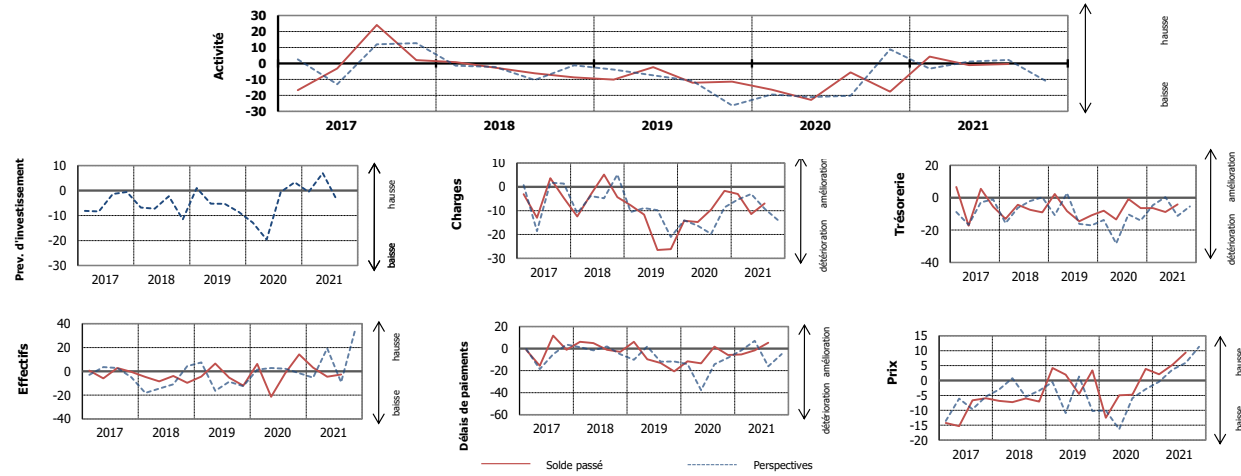 Activité
30
20
10
0
-10
-20
-30
2017 2018 2019 2020 2021
hausse
baisse
Prev. d'investissement
10
0
-10
-20
-30
2017 2018 2019 2020 2021
hausse
baisse
Charges
10
0
-10
-20
-30
2017 2018 2019 2020 2021
détérioration amélioration
Trésorerie
20
0
-20
-40
2017 2018 2019 2020 2021
détérioration amélioration
Effectifs
40
20
0
-20
-40
2017 2018 2019 2020 2021
hausse
baisse
Délais de paiements
20
0
-20
-40
-60
2017 2018 2019 2020 2021
détérioration amélioration
Prix
15
10
5
0
-5
-10
-15
-20
2017 2018 2019 2020 2021
hausse
baisse
Solde passé Perspectives